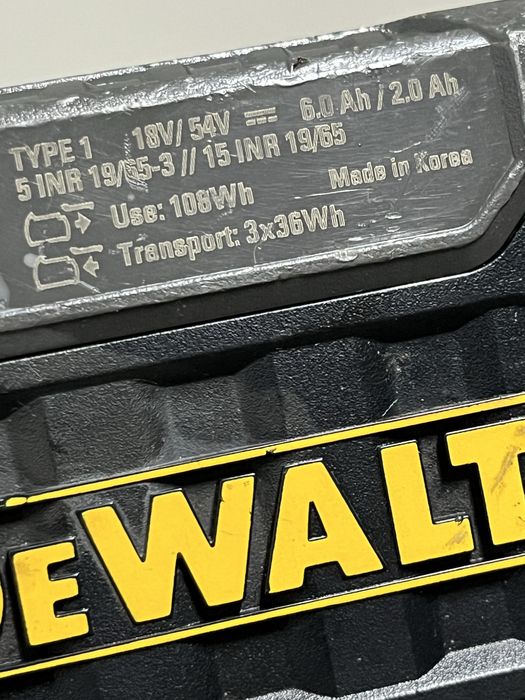 TYPE 1 18V/ 54V ⎓ 6.0 Ah / 2.0 Ah
5 INR 19/65-3 // 15-INR 19/65
Made in Korea
Use: 108Wh
Transport: 3x36Wh
DEWALT